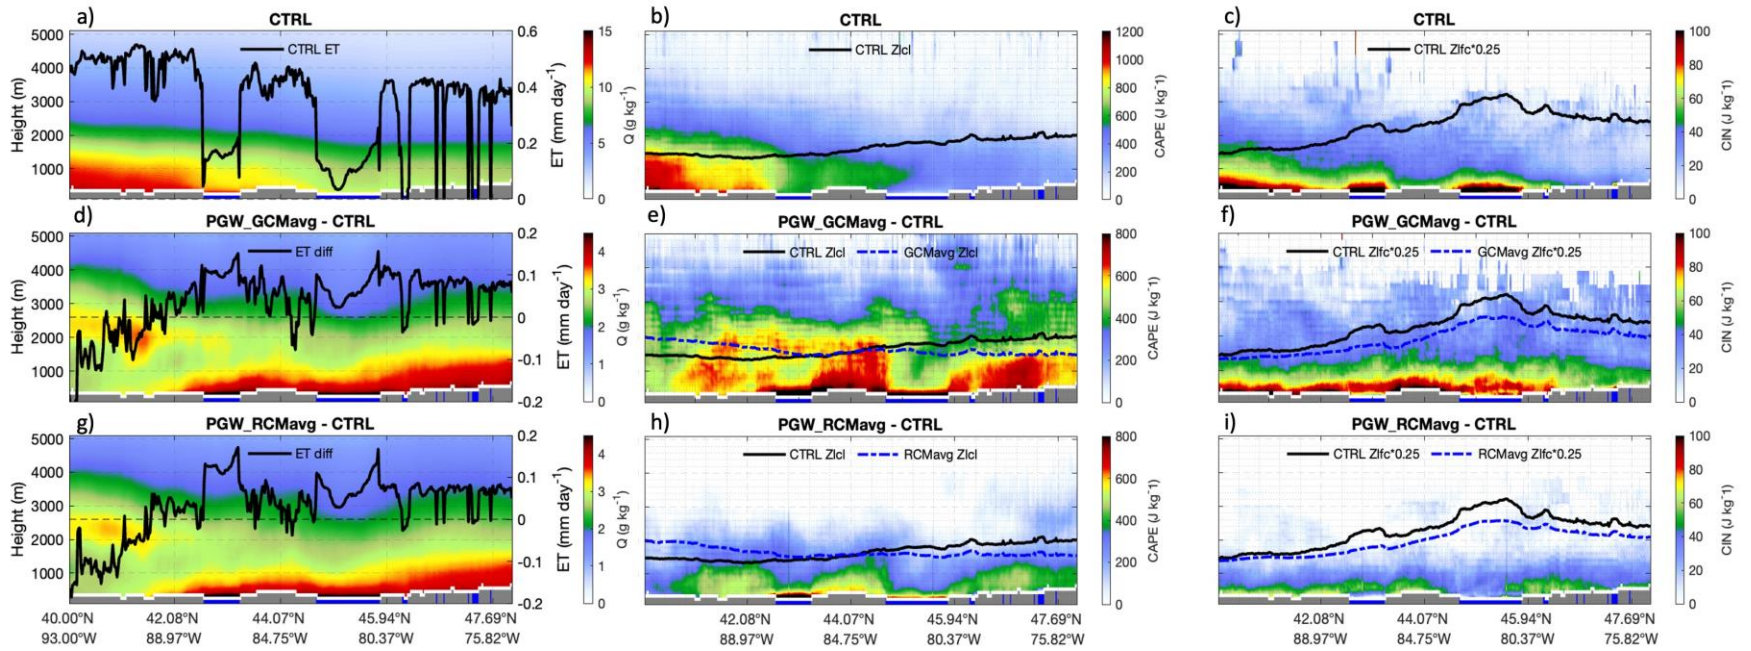 a) CTRL
CTRL ET
Height (m)
5000
4000
3000
2000
1000
0.6
0.4
0.2
0
ET (mm day⁻¹)
15
10
5
0
Q (g kg⁻¹)
b) CTRL
CTRL Zlcl
1200
1000
800
600
400
200
0
CAPE (J kg⁻¹)
c) CTRL
CTRL Zlfc*0.25
100
80
60
40
20
0
CIN (J kg⁻¹)
d) PGW_GCMavg - CTRL
ET diff
Height (m)
5000
4000
3000
2000
1000
0.2
0.1
0
-0.1
-0.2
ET (mm day⁻¹)
4
3
2
1
0
Q (g kg⁻¹)
e) PGW_GCMavg - CTRL
CTRL Zlcl GCMavg Zlcl
800
600
400
200
0
CAPE (J kg⁻¹)
f) PGW_GCMavg - CTRL
CTRL Zlfc*0.25 GCMavg Zlfc*0.25
100
80
60
40
20
0
CIN (J kg⁻¹)
g) PGW_RCMavg - CTRL
ET diff
Height (m)
5000
4000
3000
2000
1000
0.2
0.1
0
-0.1
-0.2
ET (mm day⁻¹)
4
3
2
1
0
Q (g kg⁻¹)
40.00°N 42.08°N 44.07°N 45.94°N 47.69°N
93.00°W 88.97°W 84.75°W 80.37°W 75.82°W
h) PGW_RCMavg - CTRL
CTRL Zlcl RCMavg Zlcl
800
600
400
200
0
CAPE (J kg⁻¹)
42.08°N 44.07°N 45.94°N 47.69°N
88.97°W 84.75°W 80.37°W 75.82°W
i) PGW_RCMavg - CTRL
CTRL Zlfc*0.25 RCMavg Zlfc*0.25
100
80
60
40
20
0
CIN (J kg⁻¹)
42.08°N 44.07°N 45.94°N 47.69°N
88.97°W 84.75°W 80.37°W 75.82°W